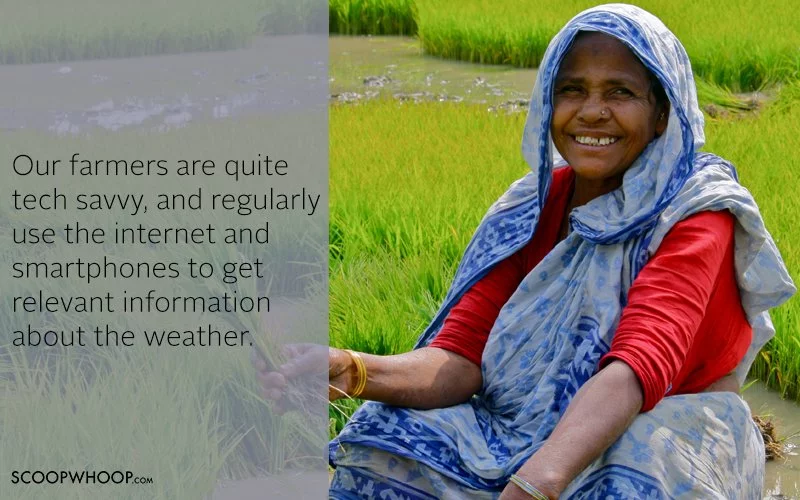 Our farmers are quite
tech savvy, and regularly
use the internet and
smartphones to get
relevant information
about the weather.
SCOOPWHOOP.COM